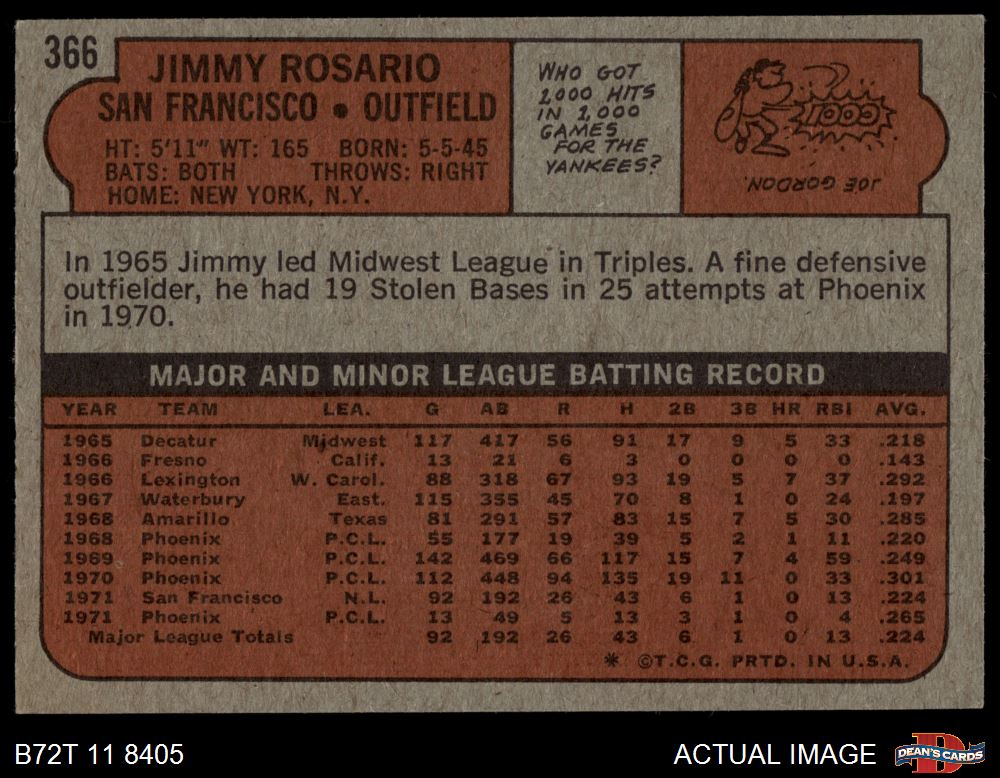 366
JIMMY ROSARIO
SAN FRANCISCO • OUTFIELD
HT: 5'11" WT: 165 BORN: 5-5-45
BATS: BOTH THROWS: RIGHT
HOME: NEW YORK, N.Y.
WHO GOT
1,000 HITS
IN 1,000
GAMES
FOR THE
YANKEES?
1000
JOE GORDON
In 1965 Jimmy led Midwest League in Triples. A fine defensive
outfielder, he had 19 Stolen Bases in 25 attempts at Phoenix
in 1970.
MAJOR AND MINOR LEAGUE BATTING RECORD
YEAR TEAM LEA. G AB R H 2B 3B HR RBI AVG.
1965 Decatur Midwest 117 417 56 91 17 9 5 33 .218
1966 Fresno Calif. 13 21 6 3 0 0 0 0 .143
1966 Lexington W. Carol. 88 318 67 93 19 5 7 37 .292
1967 Waterbury East. 115 355 45 70 8 1 0 24 .197
1968 Amarillo Texas 81 291 57 83 15 7 5 30 .285
1968 Phoenix P.C.L. 55 177 19 39 5 2 1 11 .220
1969 Phoenix P.C.L. 142 469 66 117 15 7 4 59 .249
1970 Phoenix P.C.L. 112 448 94 135 19 11 0 33 .301
1971 San Francisco N.L. 92 192 26 43 6 1 0 13 .224
1971 Phoenix P.C.L. 13 49 5 13 3 1 0 4 .265
Major League Totals 92 192 26 43 6 1 0 13 .224
* ©T.C.G. PRTD. IN U.S.A.
B72T 11 8405
ACTUAL IMAGE
DEAN'S CARDS